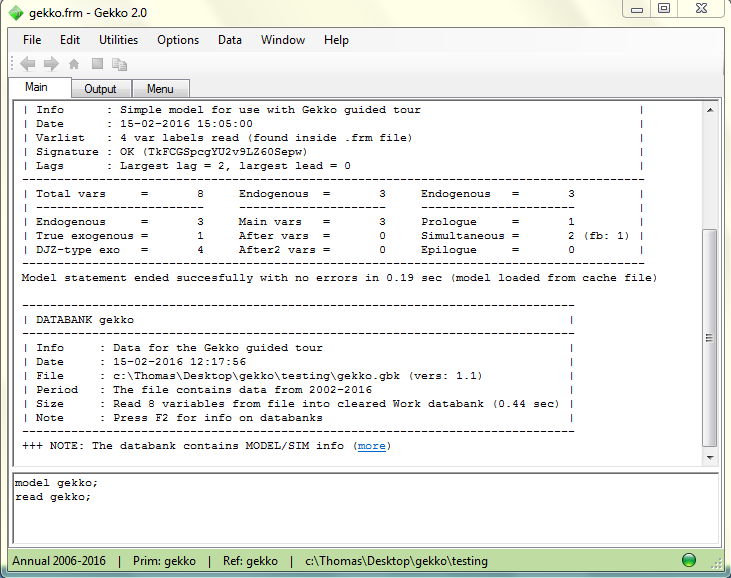 gekko.frm - Gekko 2.0
File Edit Utilities Options Data Window Help
Main Output Menu
| Info : Simple model for use with Gekko guided tour |
| Date : 15-02-2016 15:05:00 |
| Varlist : 4 var labels read (found inside .frm file) |
| Signature : OK (TkFCGSpcgYU2v9LZ60Sepw) |
| Lags : Largest lag = 2, largest lead = 0 |
------------------------------------------------------------------------------------------
| Total vars = 8 Endogenous = 3 Endogenous = 3 |
| ------------------------ --------------------- ---------------------- |
| Endogenous = 3 Main vars = 3 Prologue = 1 |
| True exogenous = 1 After vars = 0 Simultaneous = 2 (fb: 1) |
| DJZ-type exo = 4 After2 vars = 0 Epilogue = 0 |
------------------------------------------------------------------------------------------
Model statement ended succesfully with no errors in 0.19 sec (model loaded from cache file)
--------------------------------------------------------------------------------
| DATABANK gekko |
--------------------------------------------------------------------------------
| Info : Data for the Gekko guided tour |
| Date : 15-02-2016 12:17:56 |
| File : c:\Thomas\Desktop\gekko\testing\gekko.gbk (vers: 1.1) |
| Period : The file contains data from 2002-2016 |
| Size : Read 8 variables from file into cleared Work databank (0.44 sec) |
| Note : Press F2 for info on databanks |
--------------------------------------------------------------------------------
+++ NOTE: The databank contains MODEL/SIM info (more)
model gekko;
read gekko;
Annual 2006-2016 | Prim: gekko | Ref: gekko | c:\Thomas\Desktop\gekko\testing